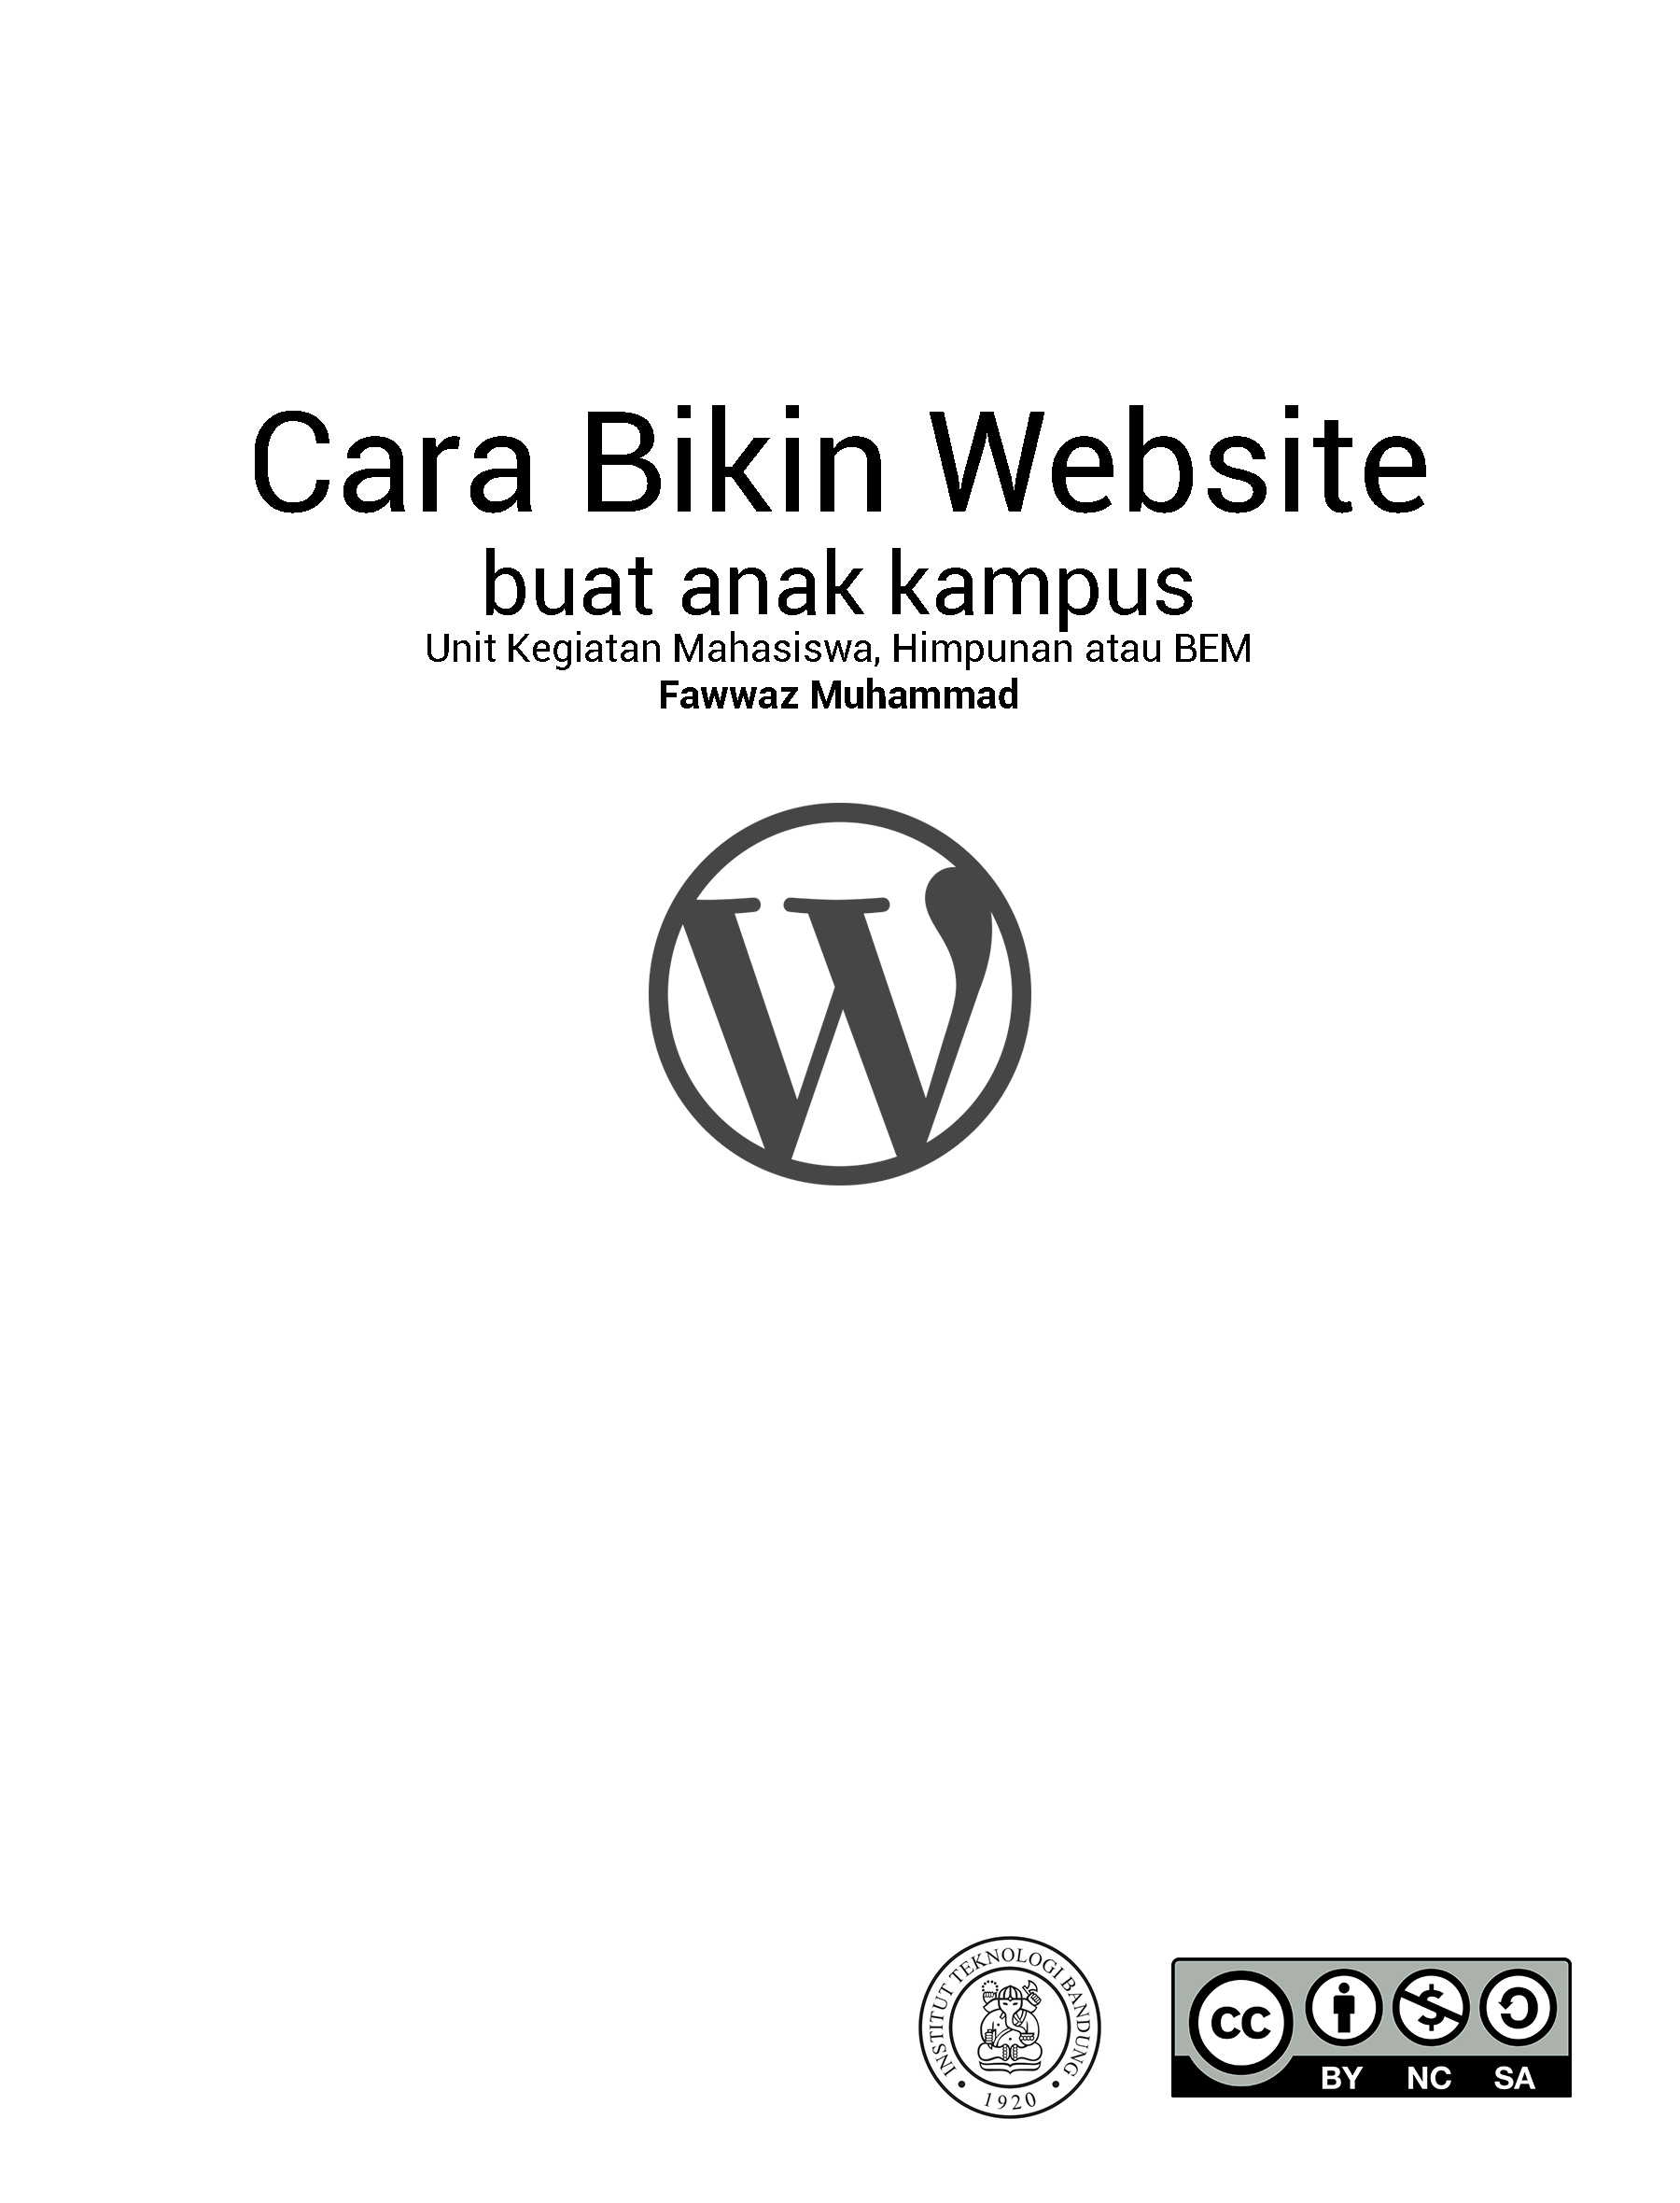 Cara Bikin Website
buat anak kampus
Unit Kegiatan Mahasiswa, Himpunan atau BEM
Fawwaz Muhammad
W
INSTITUT TEKNOLOGI BANDUNG
1920
cc
BY NC SA